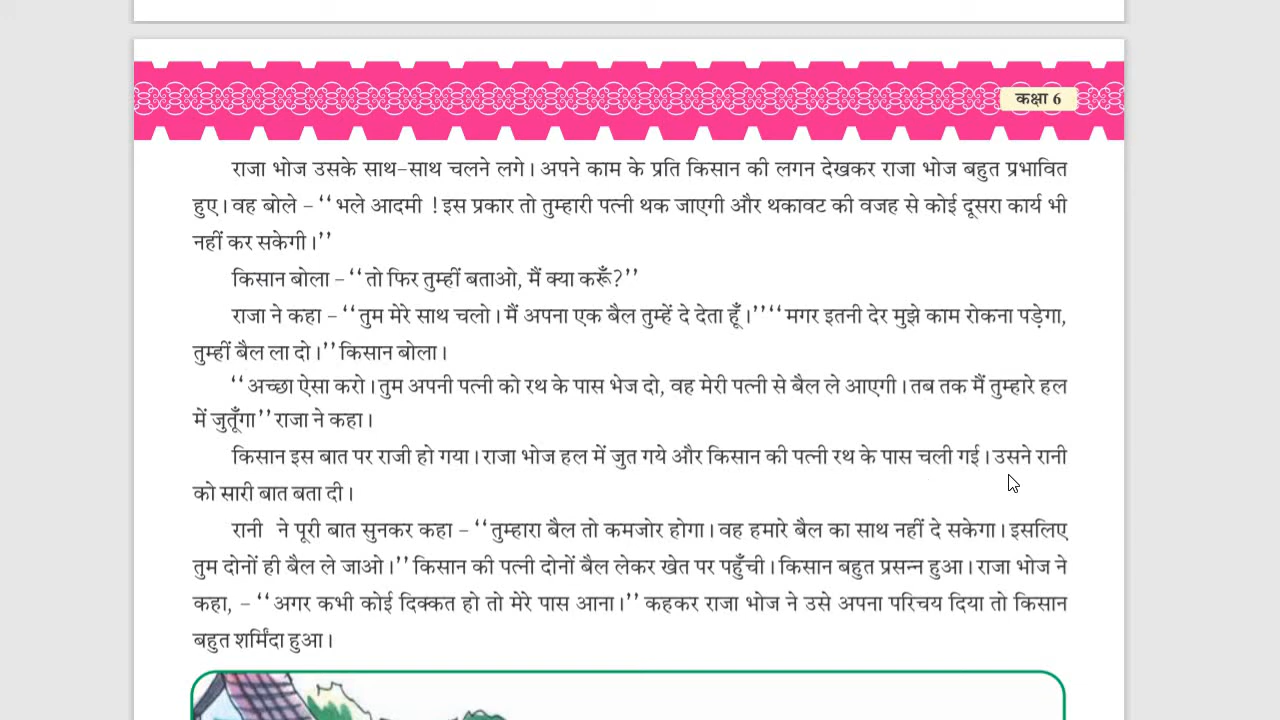 कक्षा 6
राजा भोज उसके साथ-साथ चलने लगे। अपने काम के प्रति किसान की लगन देखकर राजा भोज बहुत प्रभावित
हुए। वह बोले – ‘‘भले आदमी ! इस प्रकार तो तुम्हारी पत्नी थक जाएगी और थकावट की वजह से कोई दूसरा कार्य भी
नहीं कर सकेगी।’’
किसान बोला – ‘‘तो फिर तुम्हीं बताओ, मैं क्या करूँ?’’
राजा ने कहा – ‘‘तुम मेरे साथ चलो। मैं अपना एक बैल तुम्हें दे देता हूँ।’’ ‘‘मगर इतनी देर मुझे काम रोकना पड़ेगा,
तुम्हीं बैल ला दो।’’ किसान बोला।
‘‘अच्छा ऐसा करो। तुम अपनी पत्नी को रथ के पास भेज दो, वह मेरी पत्नी से बैल ले आएगी। तब तक मैं तुम्हारे हल
में जुतूँगा’’ राजा ने कहा।
किसान इस बात पर राजी हो गया। राजा भोज हल में जुत गये और किसान की पत्नी रथ के पास चली गई। उसने रानी
को सारी बात बता दी।
रानी ने पूरी बात सुनकर कहा – ‘‘तुम्हारा बैल तो कमजोर होगा। वह हमारे बैल का साथ नहीं दे सकेगा। इसलिए
तुम दोनों ही बैल ले जाओ।’’ किसान की पत्नी दोनों बैल लेकर खेत पर पहुँची। किसान बहुत प्रसन्न हुआ। राजा भोज ने
कहा, – ‘‘अगर कभी कोई दिक्कत हो तो मेरे पास आना।’’ कहकर राजा भोज ने उसे अपना परिचय दिया तो किसान
बहुत शर्मिंदा हुआ।